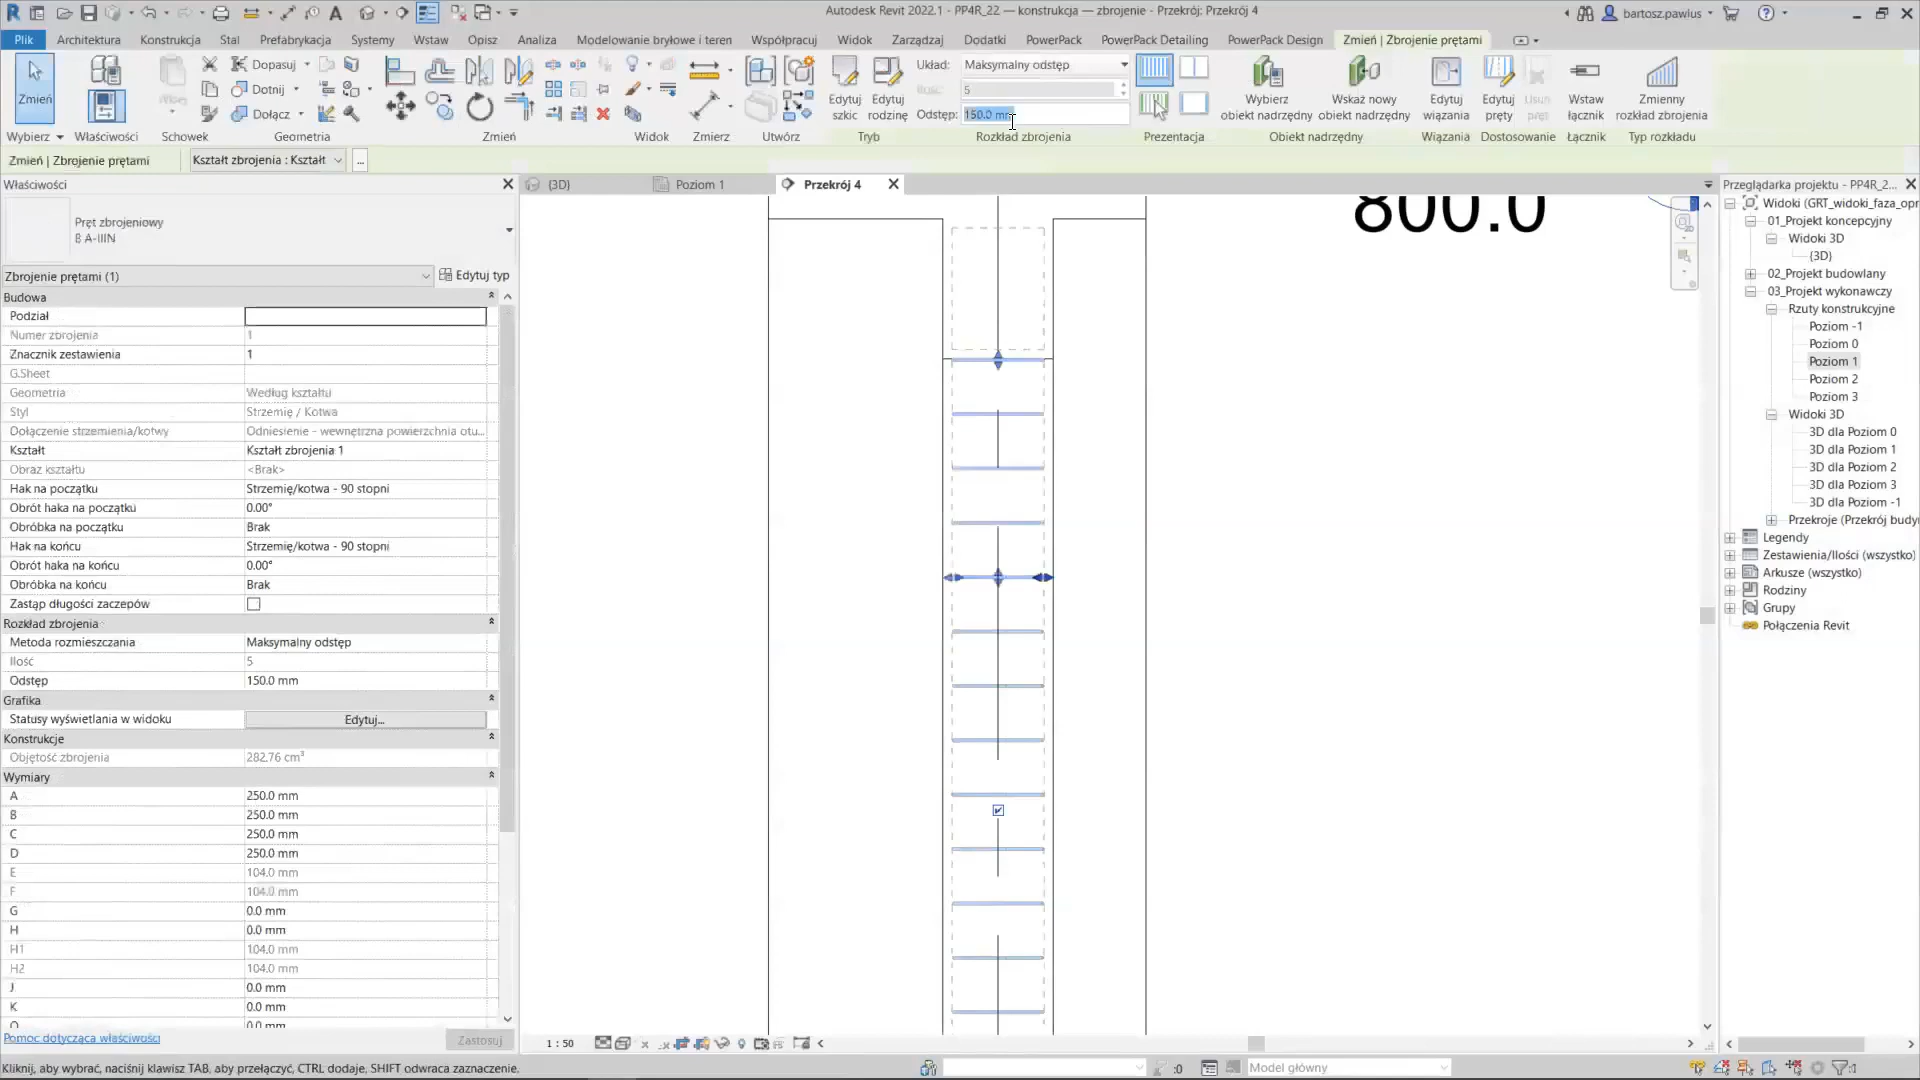 Autodesk Revit 2022.1 - PP4R_22 — konstrukcja — zbrojenie - Przekrój: Przekrój 4
bartosz.pawlus
Plik Architektura Konstrukcja Stal Prefabrykacja Systemy Wstaw Opisz Analiza Modelowanie bryłowe i teren Współpracuj Widok Zarządzaj Dodatki PowerPack PowerPack Detailing PowerPack Design Zmień | Zbrojenie prętami
Zmień
Dopasuj
Dotnij
Dołącz
Edytuj szkic
Edytuj rodzinę
Układ: Maksymalny odstęp
Ilość: 5
Odstęp: 150.0 mm
Wybierz obiekt nadrzędny
Wskaż nowy obiekt nadrzędny
Edytuj wiązania
Edytuj pręty
Usuń pręt
Wstaw łącznik
Zmienny rozkład zbrojenia
Wybierz Właściwości Schowek Geometria Zmień Widok Zmierz Utwórz Tryb Rozkład zbrojenia Prezentacja Obiekt nadrzędny Wiązania Dostosowanie Łącznik Typ rozkładu
Zmień | Zbrojenie prętami
Kształt zbrojenia : Kształt
...
Właściwości
Pręt zbrojeniowy
8 A-IIIN
Zbrojenie prętami (1)
Edytuj typ
Budowa
Podział
Numer zbrojenia 1
Znacznik zestawienia 1
G.Sheet
Geometria Według kształtu
Styl Strzemię / Kotwa
Dołączenie strzemienia/kotwy Odniesienie - wewnętrzna powierzchnia otu...
Kształt Kształt zbrojenia 1
Obraz kształtu <Brak>
Hak na początku Strzemię/kotwa - 90 stopni
Obrót haka na początku 0.00°
Obróbka na początku Brak
Hak na końcu Strzemię/kotwa - 90 stopni
Obrót haka na końcu 0.00°
Obróbka na końcu Brak
Zastąp długości zaczepów
Rozkład zbrojenia
Metoda rozmieszczania Maksymalny odstęp
Ilość 5
Odstęp 150.0 mm
Grafika
Statusy wyświetlania w widoku Edytuj...
Konstrukcje
Objętość zbrojenia 282.76 cm³
Wymiary
A 250.0 mm
B 250.0 mm
C 250.0 mm
D 250.0 mm
E 104.0 mm
F 104.0 mm
G 0.0 mm
H 0.0 mm
H1 104.0 mm
H2 104.0 mm
J 0.0 mm
K 0.0 mm
O 0.0 mm
Pomoc dotycząca właściwości
Zastosuj
{3D}
Poziom 1
Przekrój 4
800.0
1 : 50
Przeglądarka projektu - PP4R_2...
Widoki (GRT_widoki_faza_opr
01_Projekt koncepcyjny
Widoki 3D
{3D}
02_Projekt budowlany
03_Projekt wykonawczy
Rzuty konstrukcyjne
Poziom -1
Poziom 0
Poziom 1
Poziom 2
Poziom 3
Widoki 3D
3D dla Poziom 0
3D dla Poziom 1
3D dla Poziom 2
3D dla Poziom 3
3D dla Poziom -1
Przekroje (Przekrój budy
Legendy
Zestawienia/Ilości (wszystko)
Arkusze (wszystko)
Rodziny
Grupy
Połączenia Revit
Kliknij, aby wybrać, naciśnij klawisz TAB, aby przełączyć, CTRL dodaje, SHIFT odwraca zaznaczenie.
:0
Model główny
:1